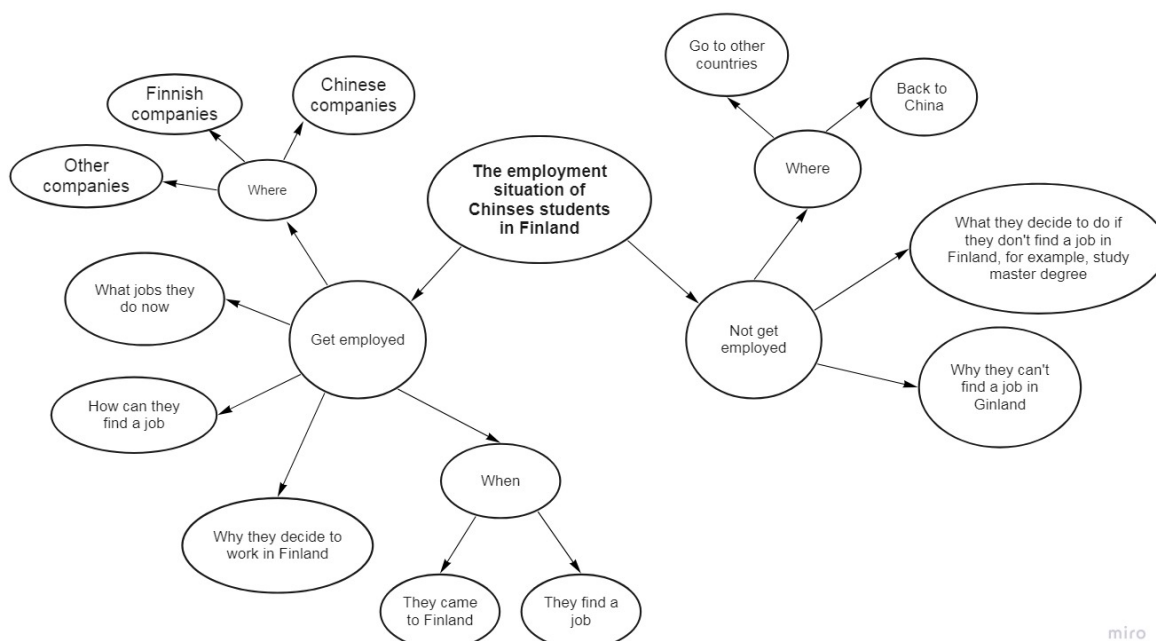 Go to other
countries
Finnish
companies
Chinese
companies
Back to
China
Other
companies
Where
The employment
situation of
Chinses students
in Finland
Where
What they decide to do if
they don't find a job in
Finland, for example, study
master degree
What jobs they
do now
Get employed
Not get
employed
Why they can't
find a job in
Ginland
How can they
find a job
When
Why they decide to
work in Finland
They came
to Finland
They find a
job
miro